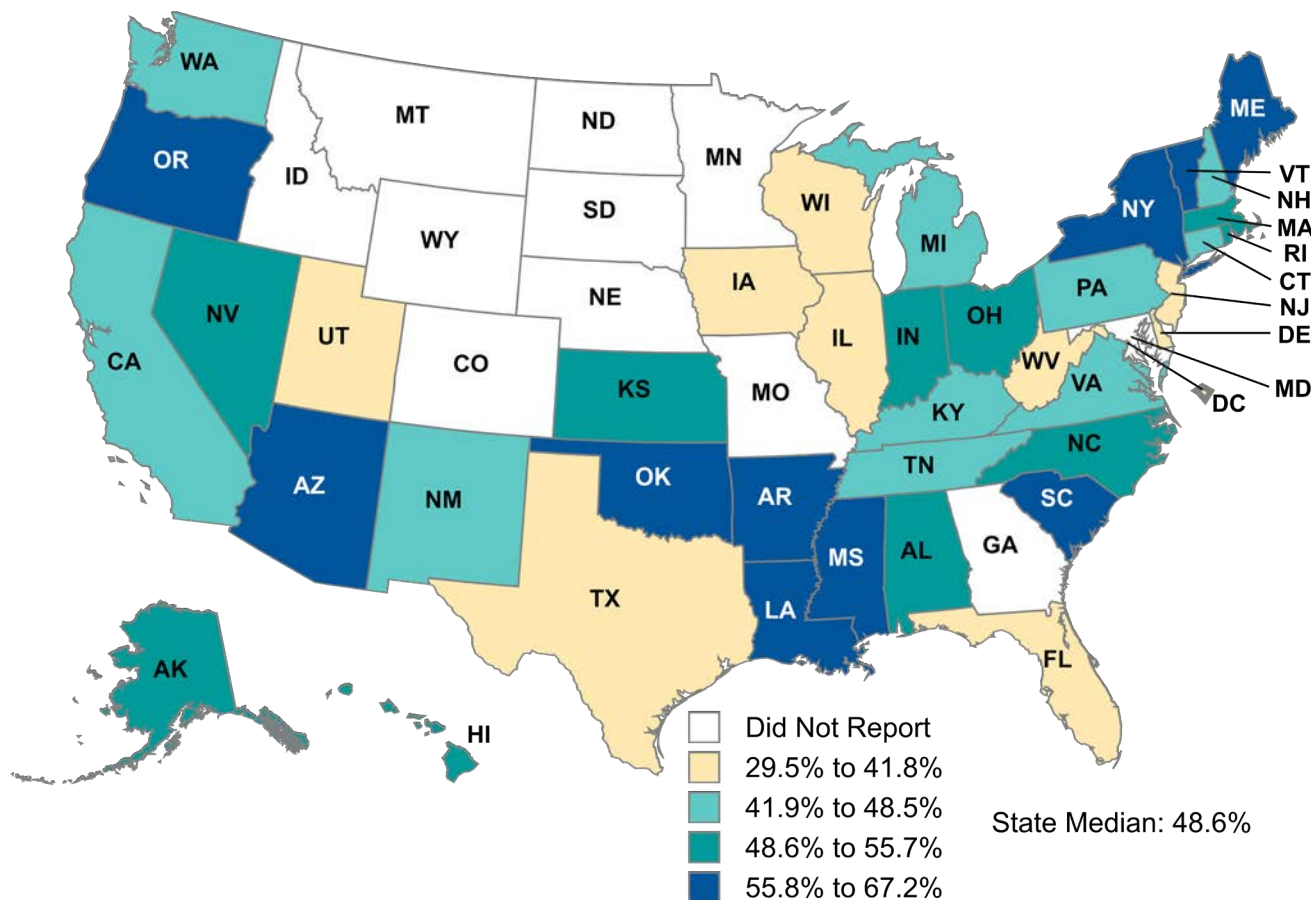 WA
MT
ND
MN
ME
OR
ID
SD
WI
VT
NH
NY
MA
WY
MI
RI
CT
IA
NE
PA
NJ
NV
UT
OH
IN
IL
DE
CA
CO
WV
MD
KS
MO
VA
DC
KY
NC
TN
AZ
OK
NM
AR
SC
MS
AL
GA
TX
LA
FL
AK
HI
Did Not Report
29.5% to 41.8%
41.9% to 48.5%
State Median: 48.6%
48.6% to 55.7%
55.8% to 67.2%